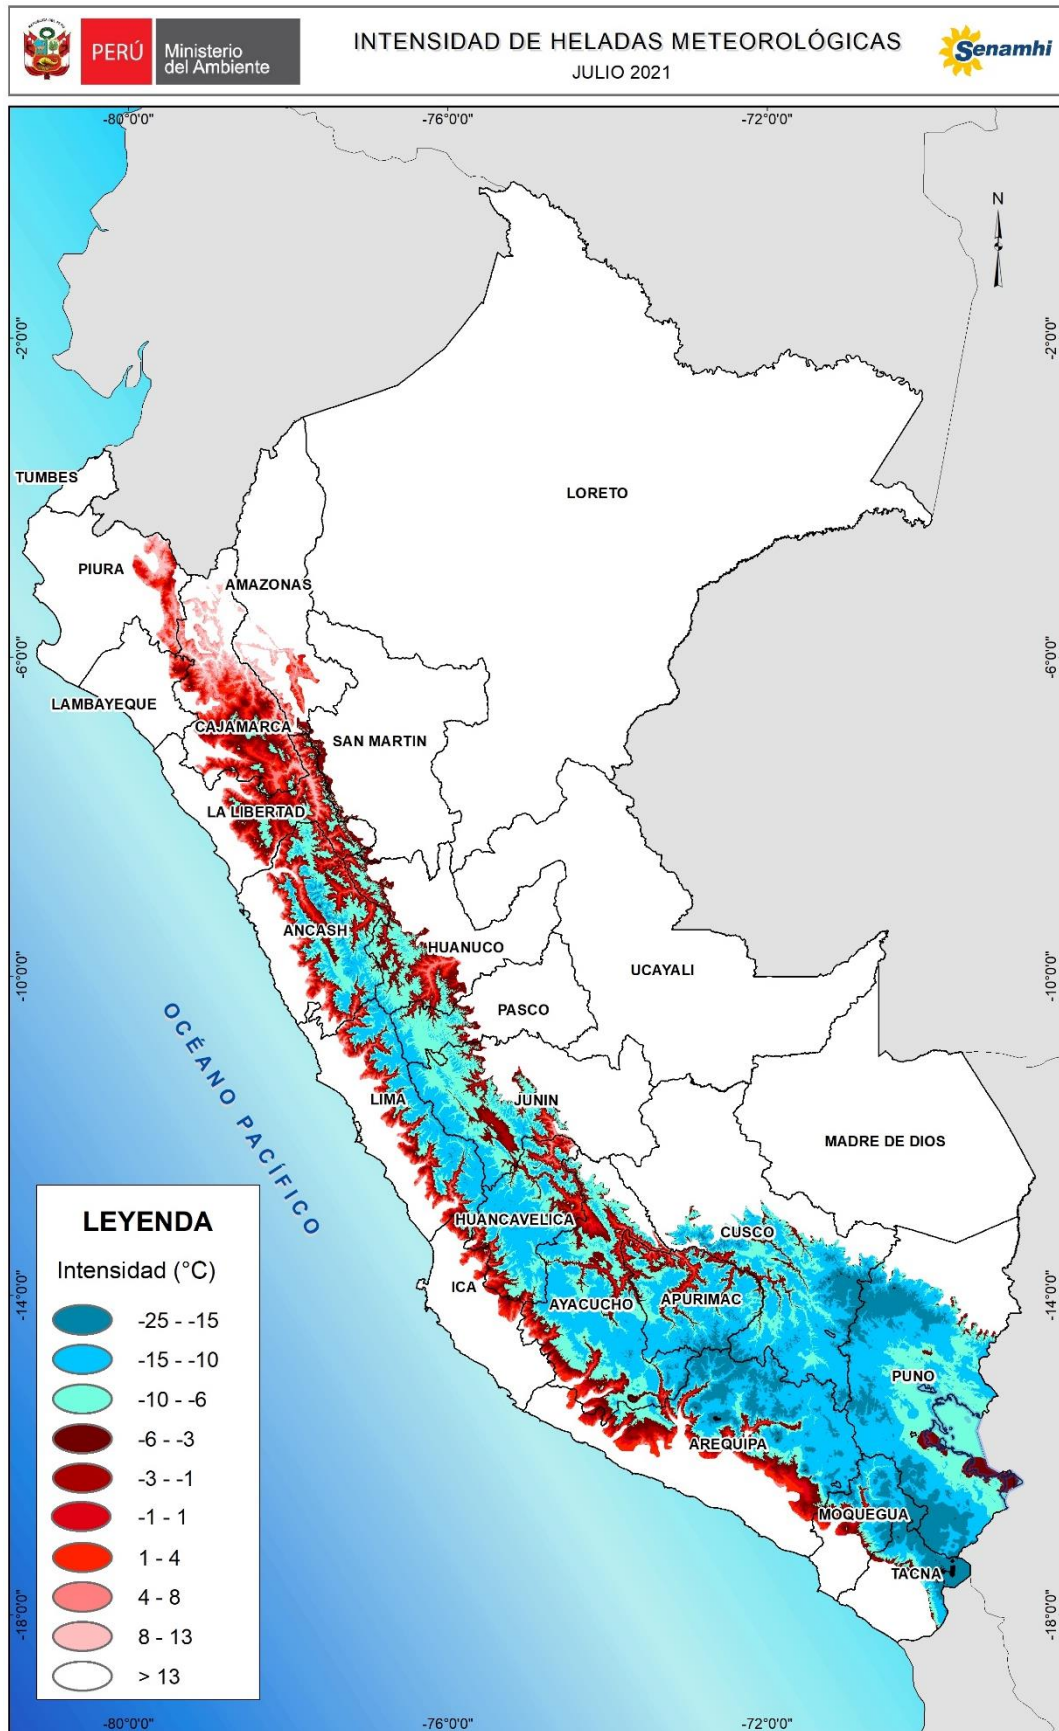 PERÚ
Ministerio
del Ambiente
INTENSIDAD DE HELADAS METEOROLÓGICAS
JULIO 2021
Senamhi
-80°0'0"
-76°0'0"
-72°0'0"
N
-2°0'0"
-2°0'0"
TUMBES
LORETO
PIURA
AMAZONAS
-6°0'0"
-6°0'0"
LAMBAYEQUE
CAJAMARCA
SAN MARTIN
LA LIBERTAD
ANCASH
HUANUCO
UCAYALI
-10°0'0"
-10°0'0"
PASCO
OCÉANO PACÍFICO
LIMA
JUNIN
MADRE DE DIOS
HUANCAVELICA
CUSCO
ICA
AYACUCHO
APURIMAC
-14°0'0"
-14°0'0"
PUNO
AREQUIPA
MOQUEGUA
TACNA
-18°0'0"
-18°0'0"
LEYENDA
Intensidad (°C)
-25 - -15
-15 - -10
-10 - -6
-6 - -3
-3 - -1
-1 - 1
1 - 4
4 - 8
8 - 13
> 13
-80°0'0"
-76°0'0"
-72°0'0"